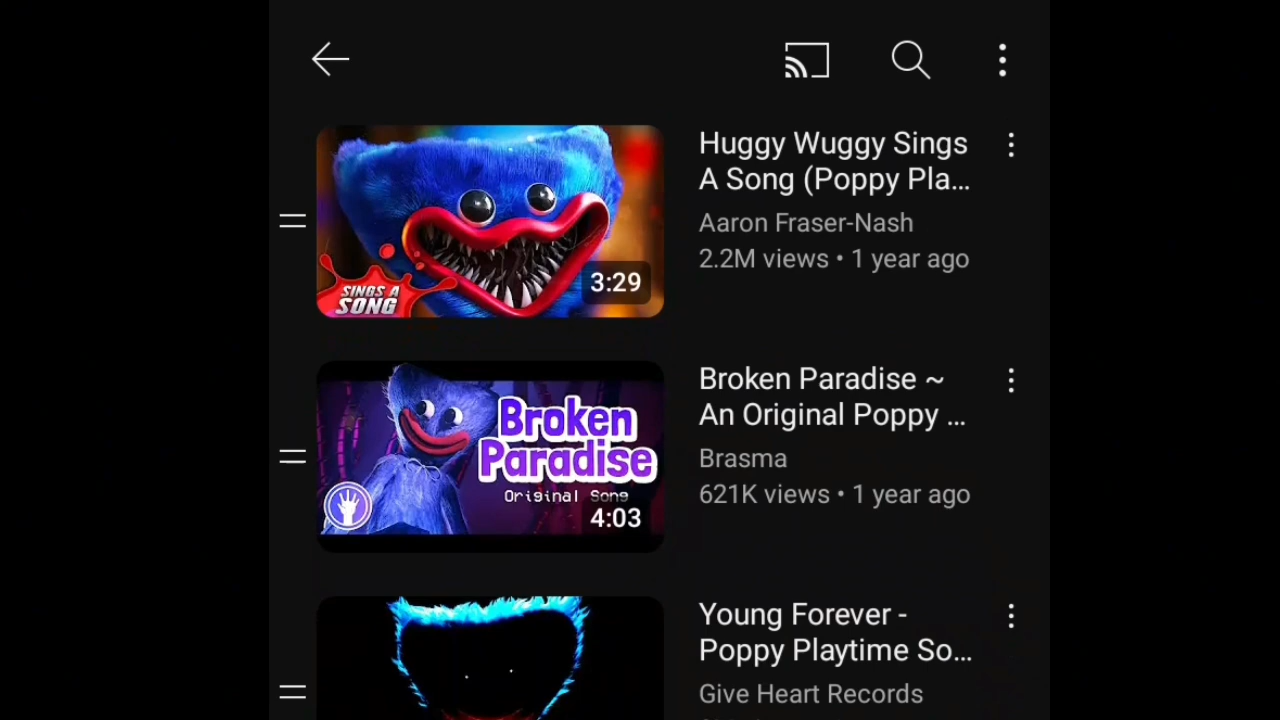 Huggy Wuggy Sings
A Song (Poppy Pla...
Aaron Fraser-Nash
2.2M views • 1 year ago
SINGS A
SONG
3:29
Broken Paradise ~
An Original Poppy ...
Brasma
621K views • 1 year ago
Broken
Paradise
Original Song
4:03
Young Forever -
Poppy Playtime So...
Give Heart Records